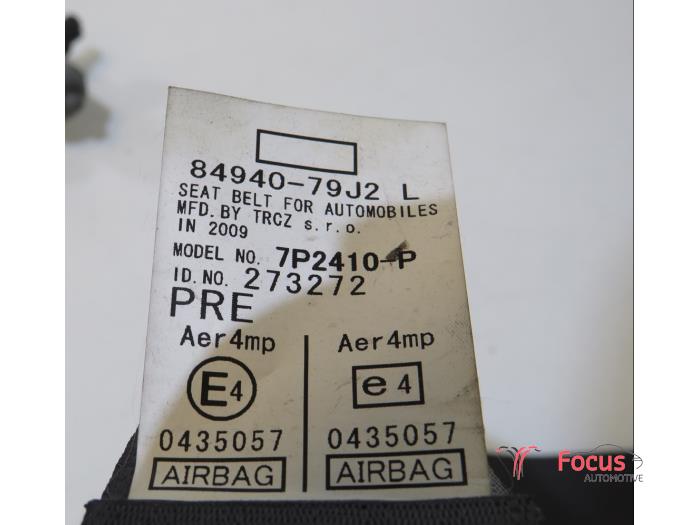 84940-79J2 L
SEAT BELT FOR AUTOMOBILES
MFD. BY TRCZ s.r.o.
IN 2009
MODEL NO. 7P2410-P
ID.NO. 273272
PRE
Aer4mp
E4
0435057
AIRBAG
Aer4mp
e4
0435057
AIRBAG
Focus
AUTOMOTIVE